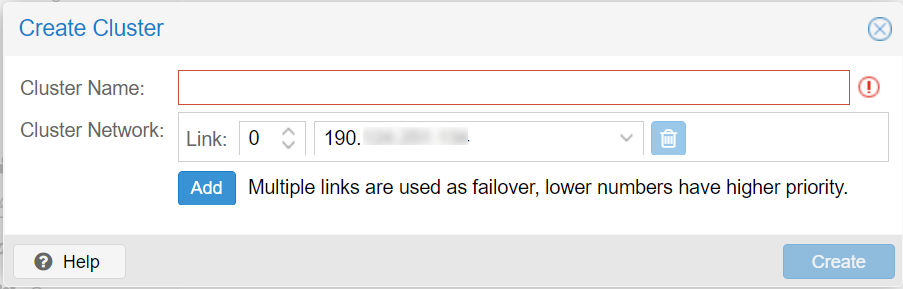 Create Cluster
Cluster Name:
Cluster Network: Link: 0 190.
Add Multiple links are used as failover, lower numbers have higher priority.
Help Create